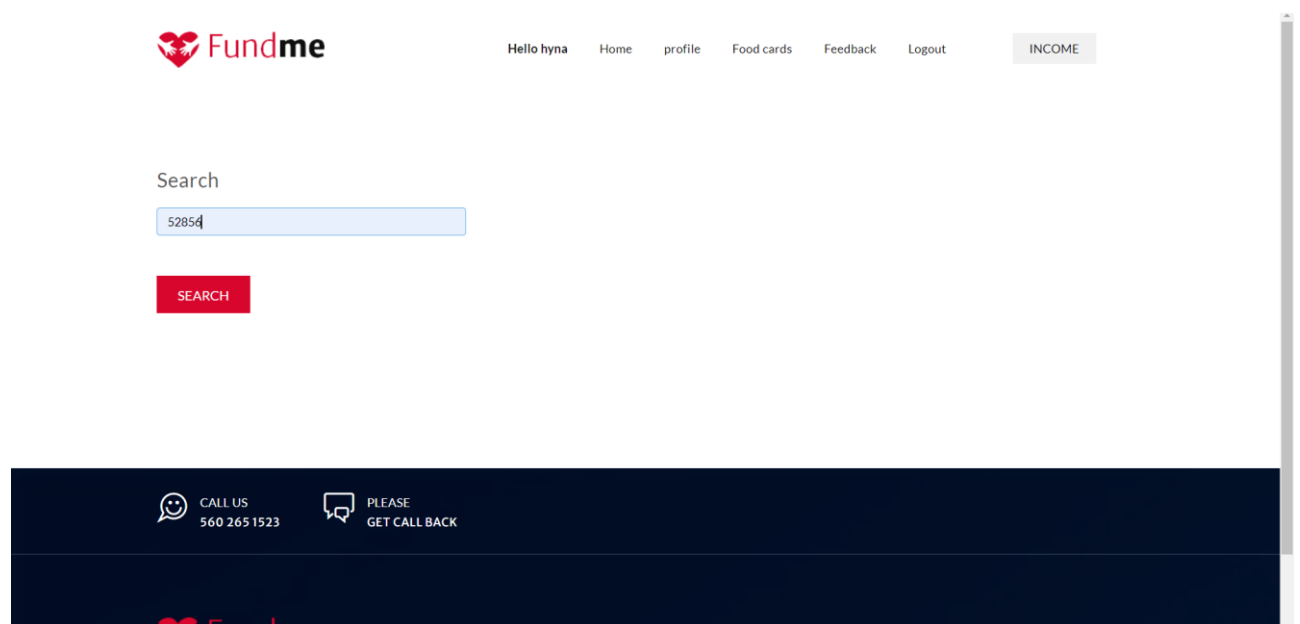 Fundme
Hello hyna Home profile Food cards Feedback Logout INCOME
Search
52856
SEARCH
CALL US
560 265 1523
PLEASE
GET CALL BACK